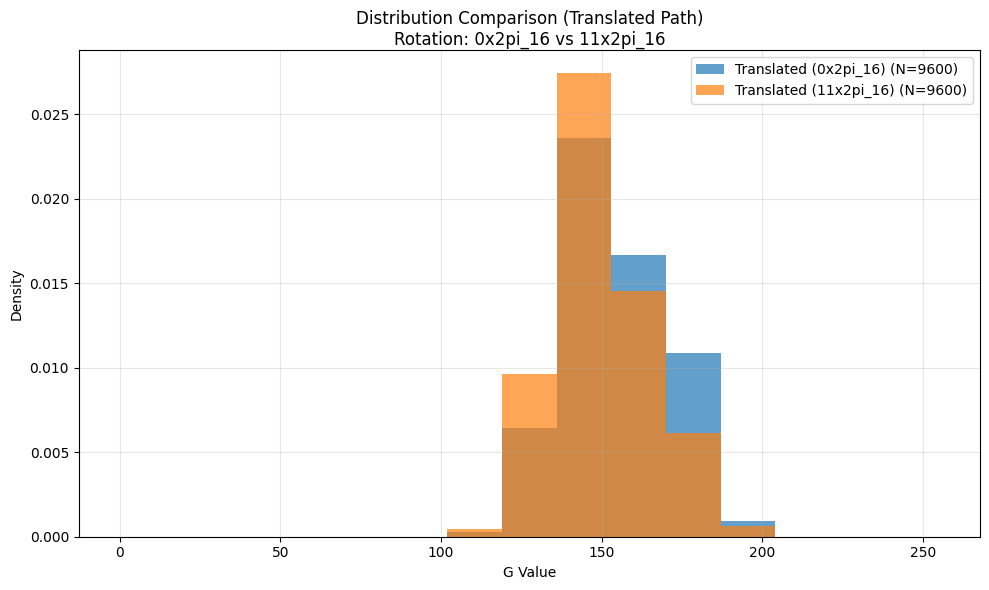 Distribution Comparison (Translated Path)
Rotation: 0x2pi_16 vs 11x2pi_16
Translated (0x2pi_16) (N=9600)
Translated (11x2pi_16) (N=9600)
Density
0.025
0.020
0.015
0.010
0.005
0.000
0 50 100 150 200 250
G Value